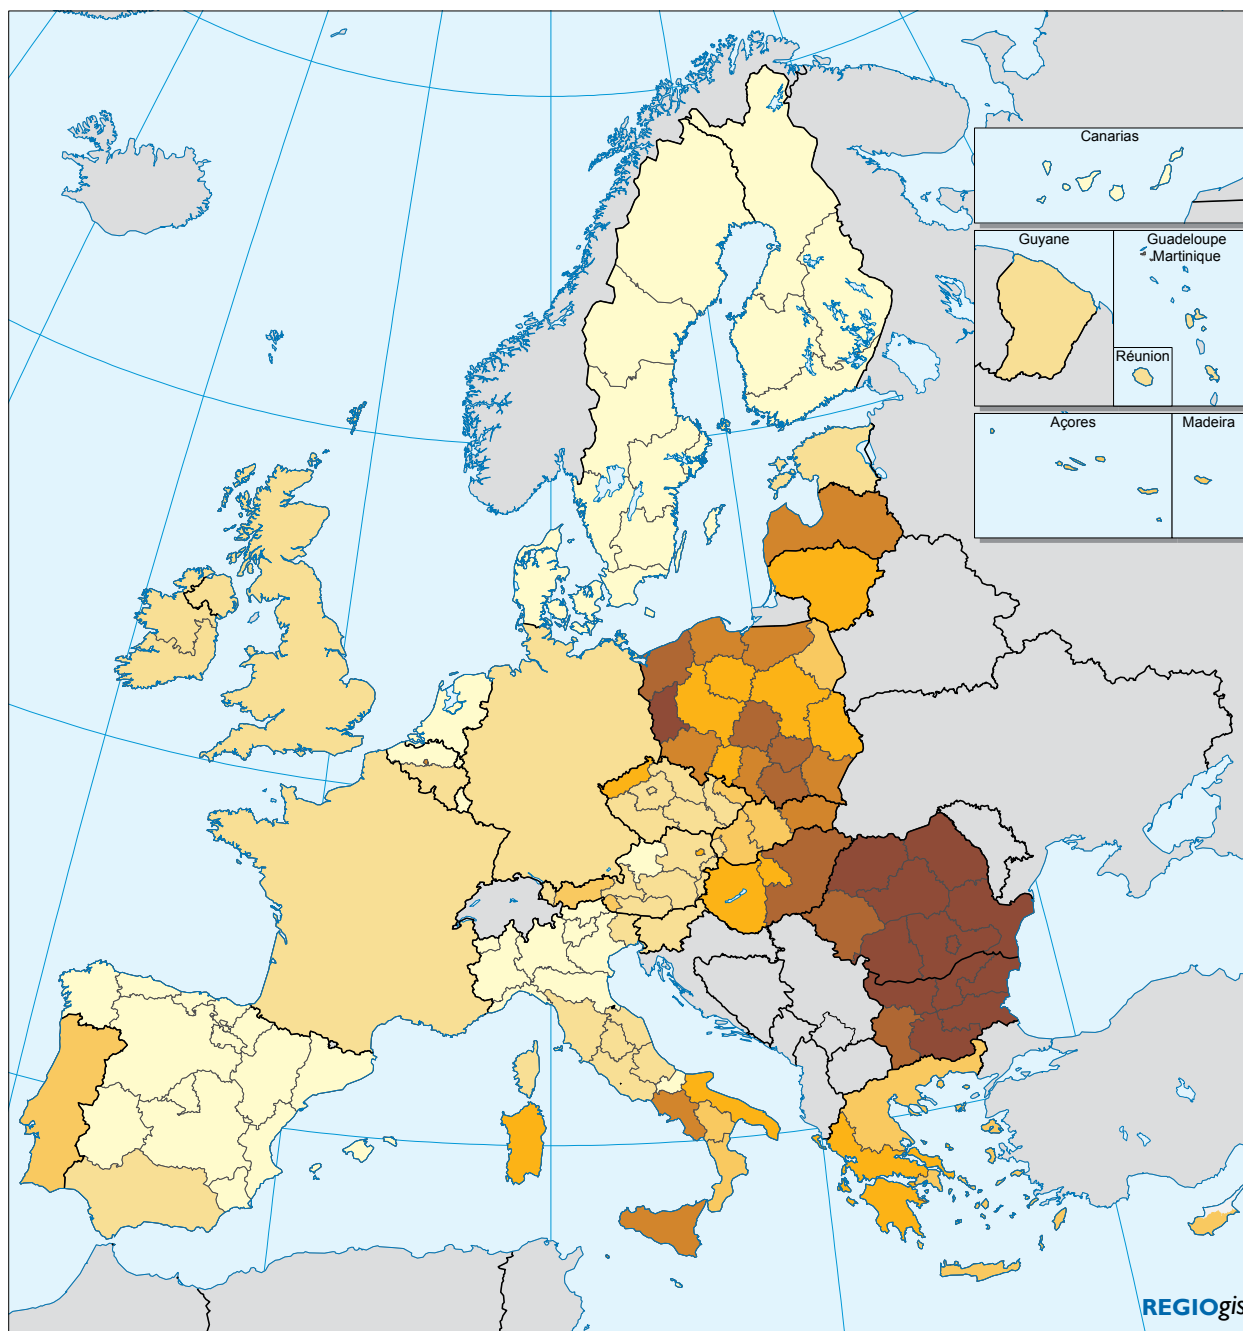 Canarias
Guyane
Guadeloupe
Martinique
Réunion
Açores
Madeira
REGIOgis